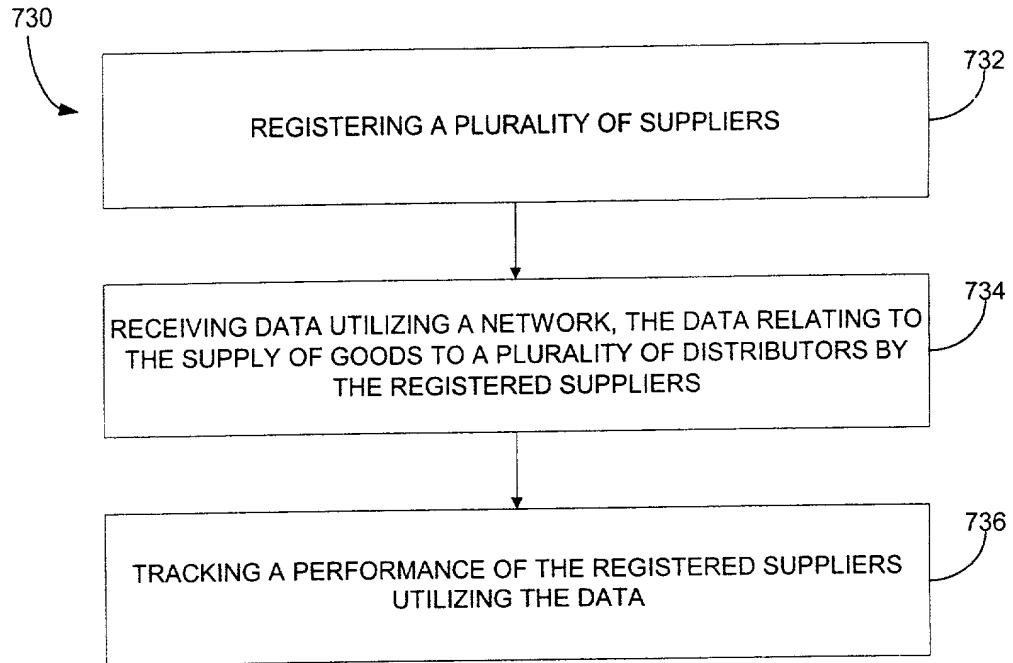 730
732
REGISTERING A PLURALITY OF SUPPLIERS
734
RECEIVING DATA UTILIZING A NETWORK, THE DATA RELATING TO
THE SUPPLY OF GOODS TO A PLURALITY OF DISTRIBUTORS BY
THE REGISTERED SUPPLIERS
736
TRACKING A PERFORMANCE OF THE REGISTERED SUPPLIERS
UTILIZING THE DATA